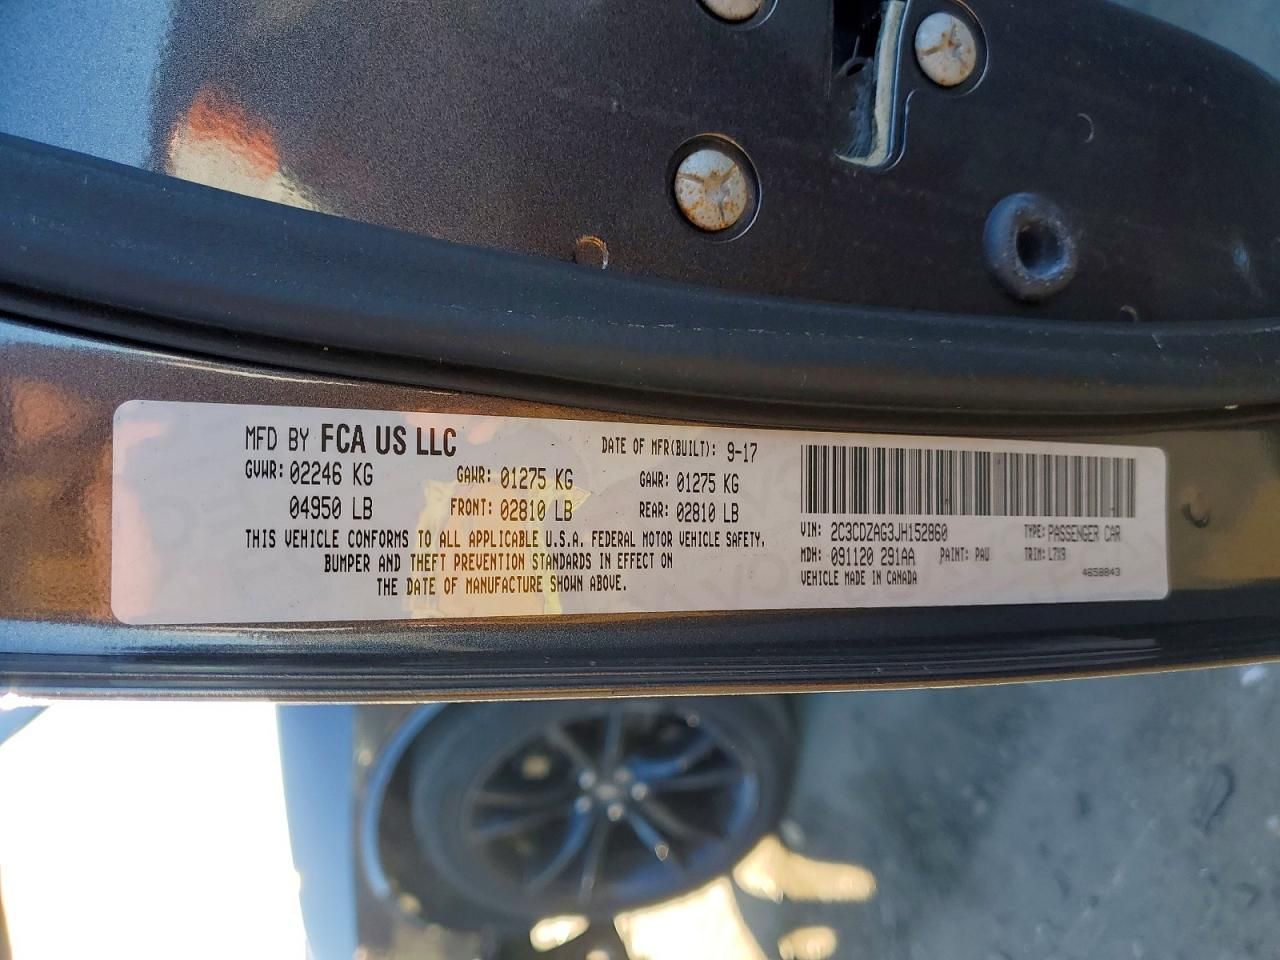 MFD BY FCA US LLC DATE OF MFR(BUILT): 9-17
GVWR: 02246 KG GAWR: 01275 KG GAWR: 01275 KG
04950 LB FRONT: 02810 LB REAR: 02810 LB
THIS VEHICLE CONFORMS TO ALL APPLICABLE U.S.A. FEDERAL MOTOR VEHICLE SAFETY,
BUMPER AND THEFT PREVENTION STANDARDS IN EFFECT ON
THE DATE OF MANUFACTURE SHOWN ABOVE.
VIN: 2C3CDZAG3JH152860 TYPE: PASSENGER CAR
MDH: 091120 291AA PAINT: PAU TRIM: L7X9
VEHICLE MADE IN CANADA 4658843